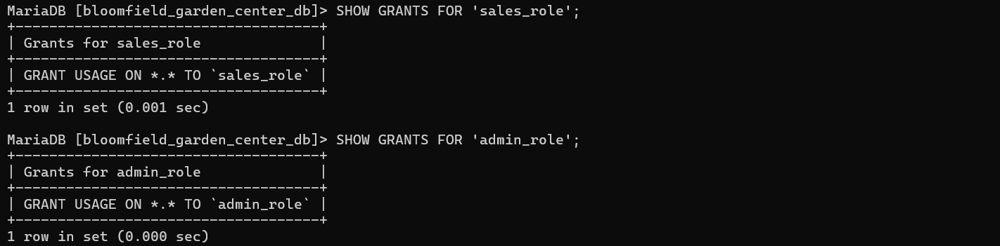 MariaDB [bloomfield_garden_center_db]> SHOW GRANTS FOR 'sales_role';
+------------------------------------+
| Grants for sales_role              |
+------------------------------------+
| GRANT USAGE ON *.* TO `sales_role` |
+------------------------------------+
1 row in set (0.001 sec)

MariaDB [bloomfield_garden_center_db]> SHOW GRANTS FOR 'admin_role';
+------------------------------------+
| Grants for admin_role              |
+------------------------------------+
| GRANT USAGE ON *.* TO `admin_role` |
+------------------------------------+
1 row in set (0.000 sec)